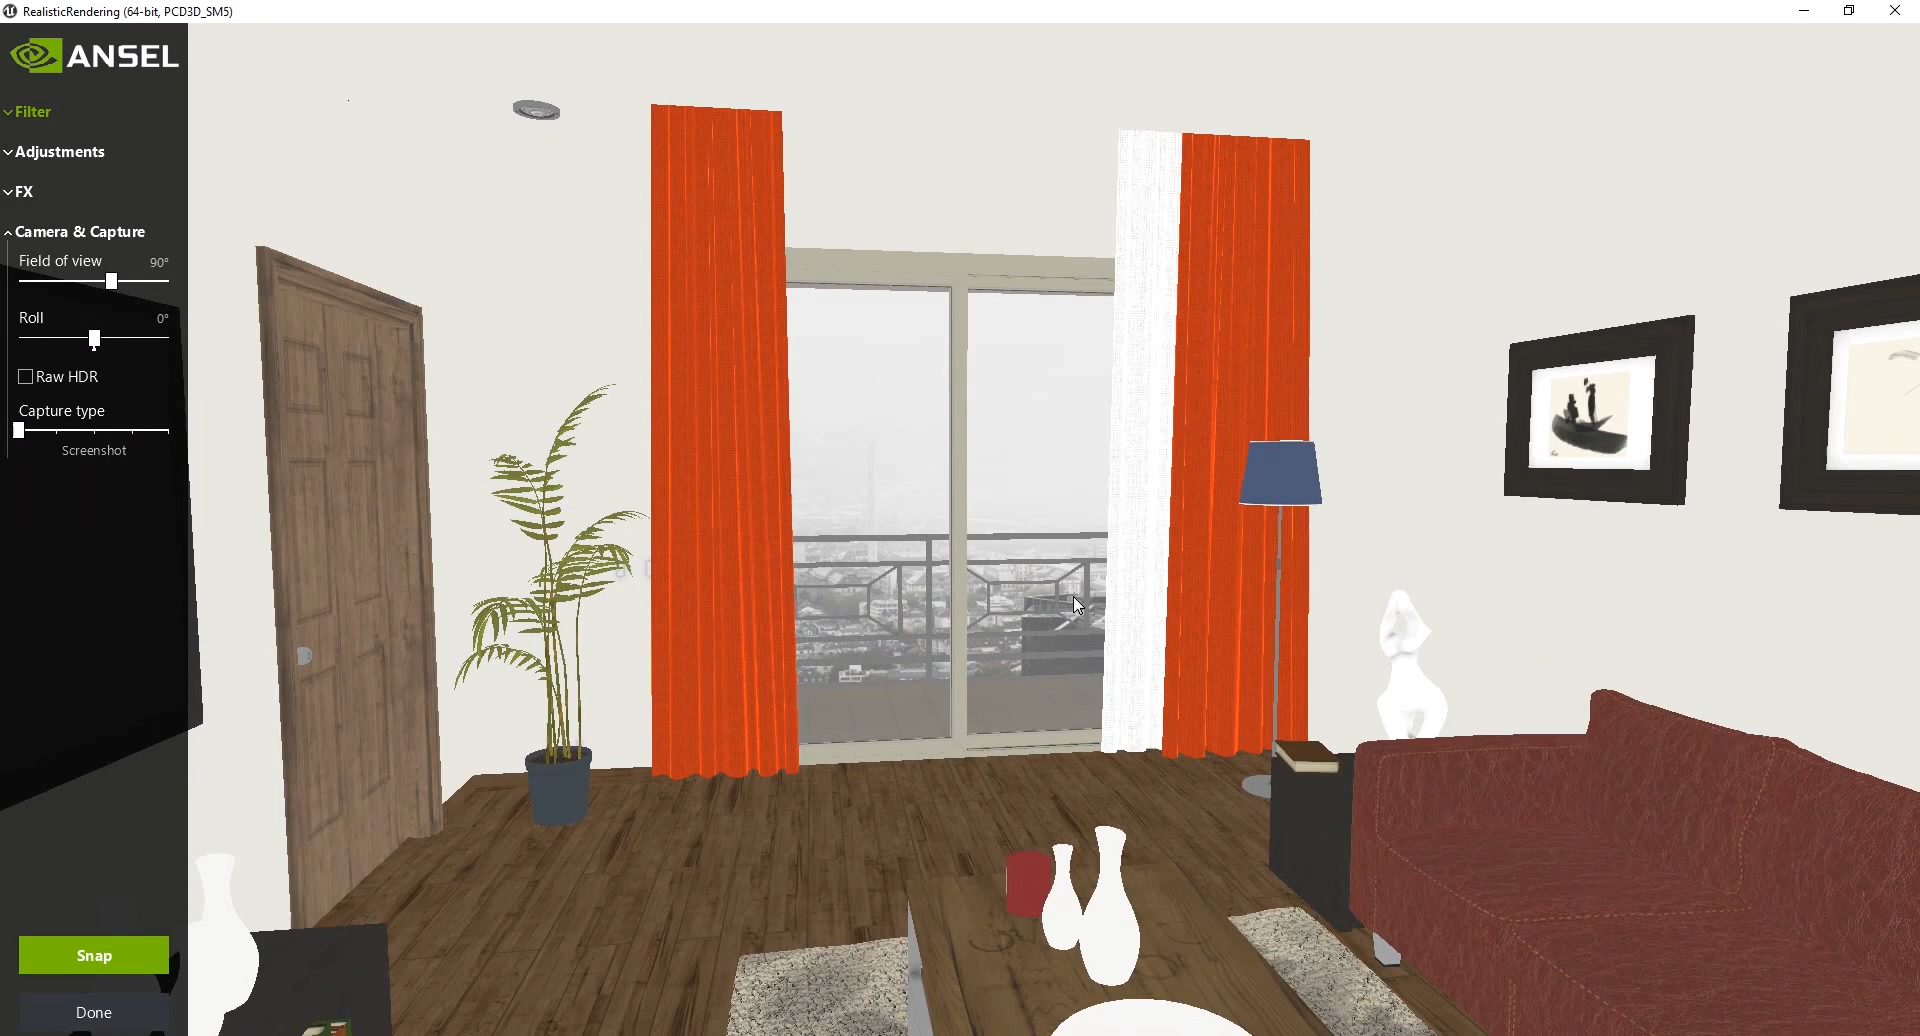 RealisticRendering (64-bit, PCD3D_SM5)
ANSEL
Filter
Adjustments
FX
Camera & Capture
Field of view 90°
Roll 0°
Raw HDR
Capture type
Screenshot
Snap
Done